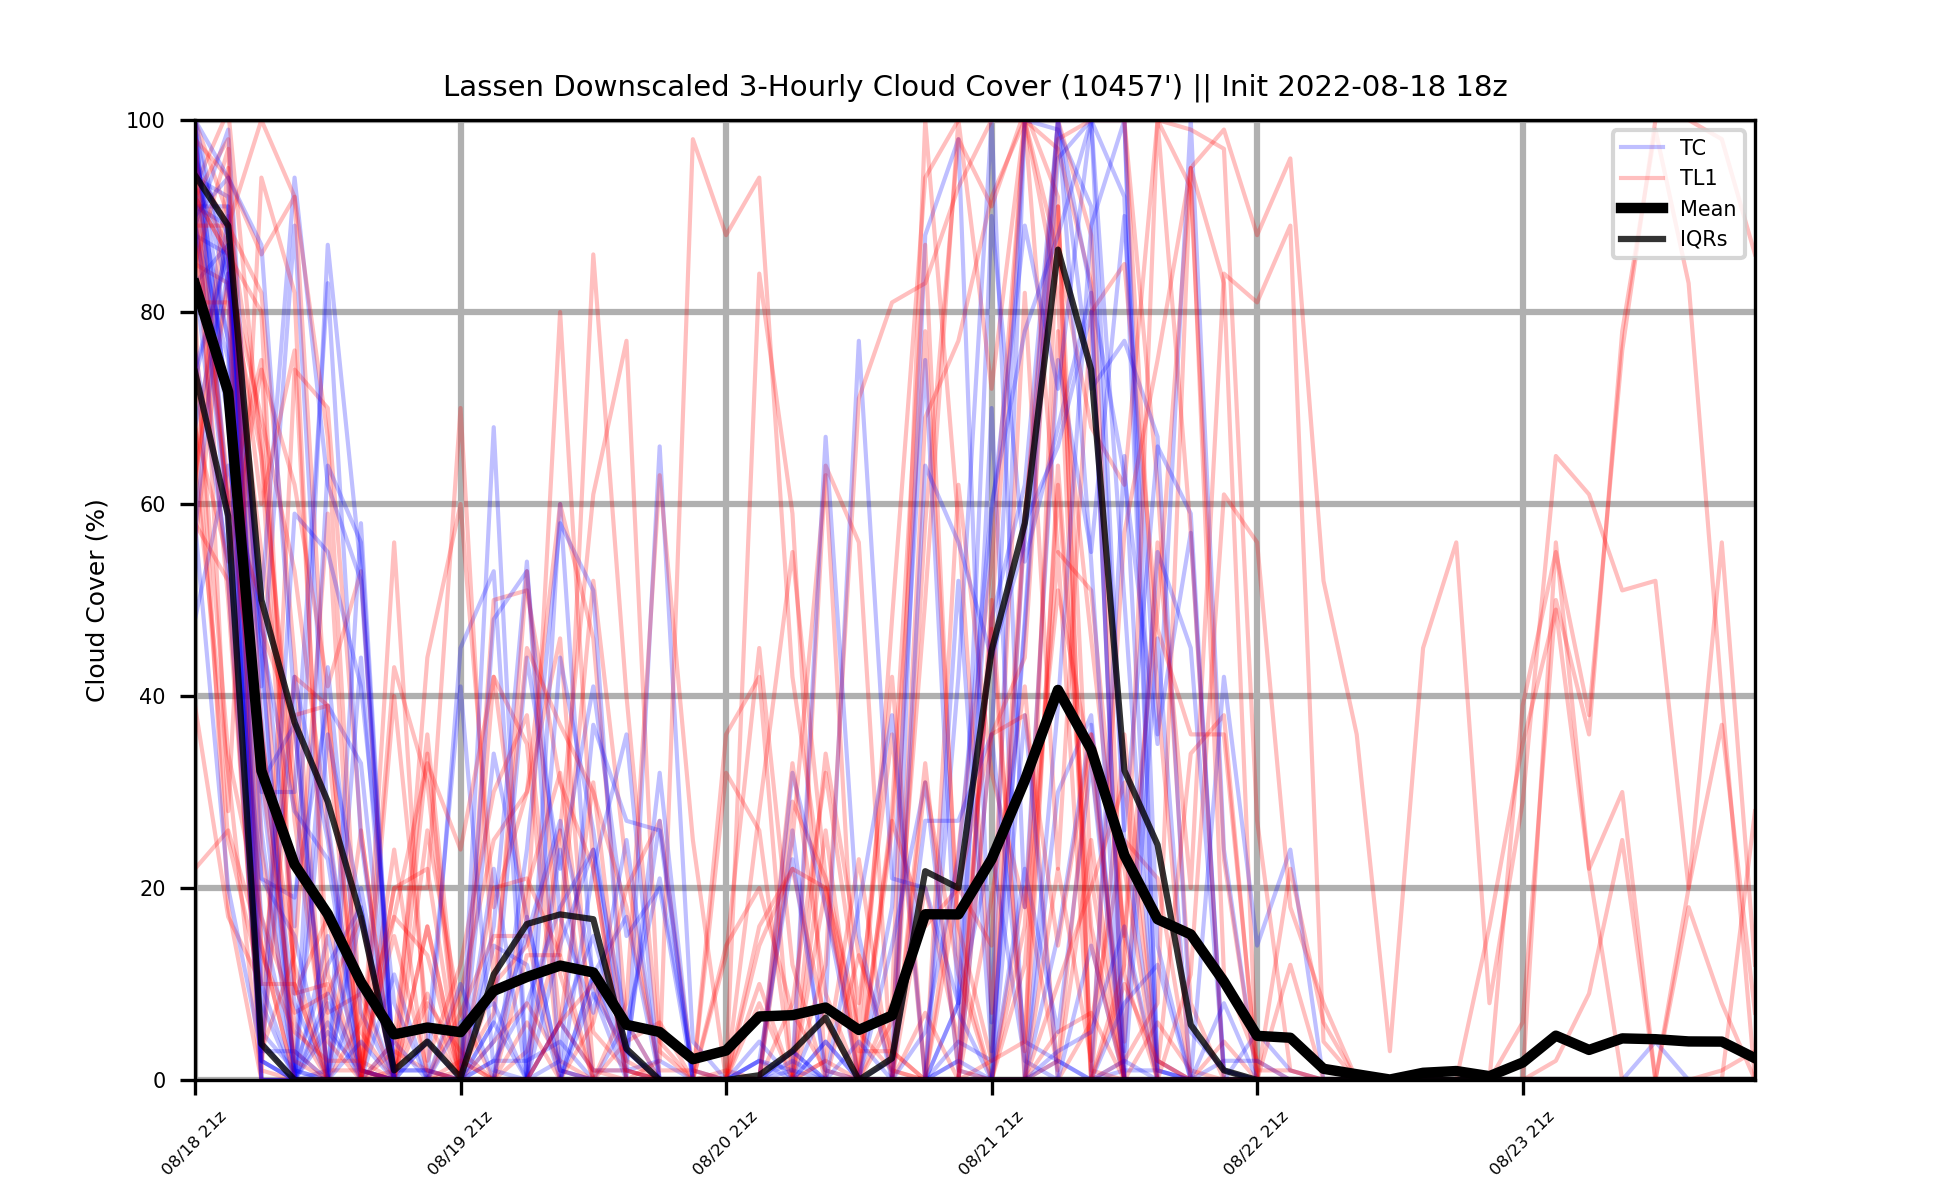 Lassen Downscaled 3-Hourly Cloud Cover (10457') || Init 2022-08-18 18z
100
80
60
40
20
0
Cloud Cover (%)
TC
TL1
Mean
IQRs
08/18 21z
08/19 21z
08/20 21z
08/21 21z
08/22 21z
08/23 21z